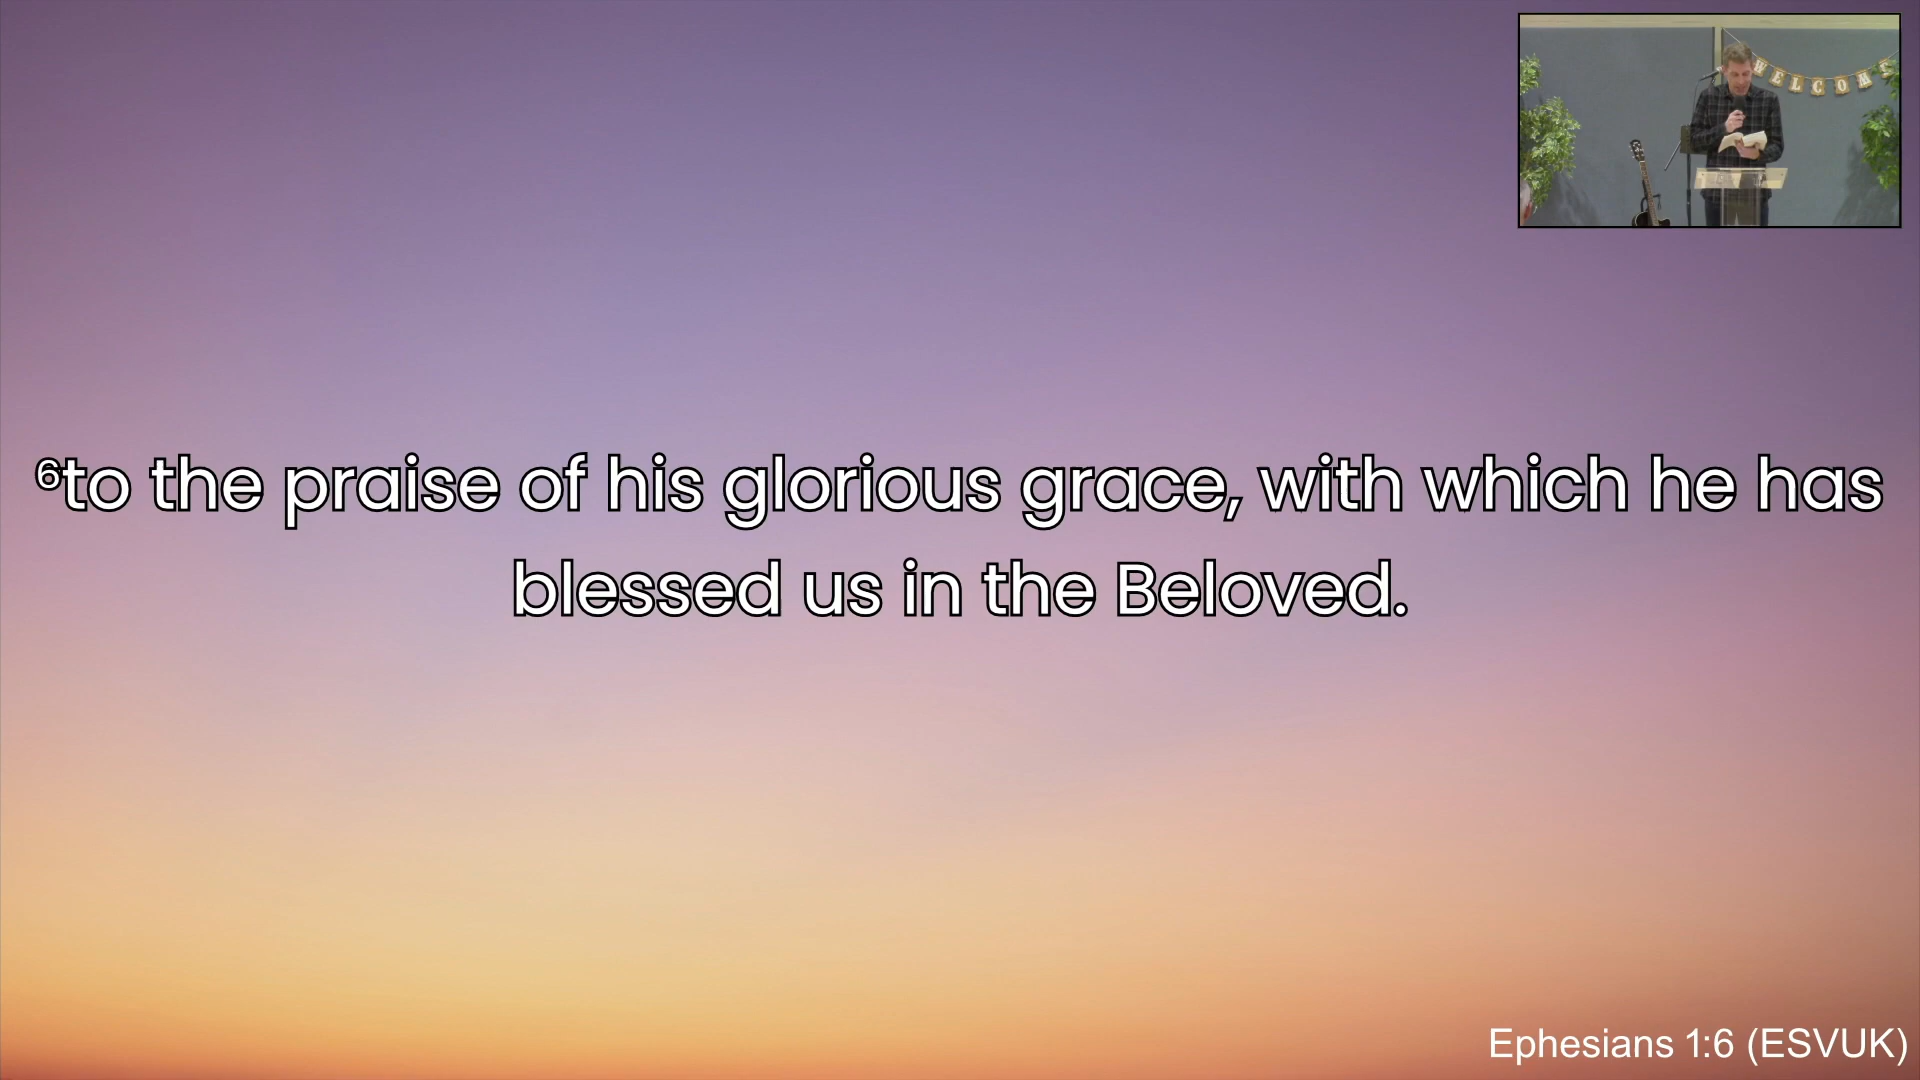 WELCOME
⁶to the praise of his glorious grace, with which he has
blessed us in the Beloved.
Ephesians 1:6 (ESVUK)